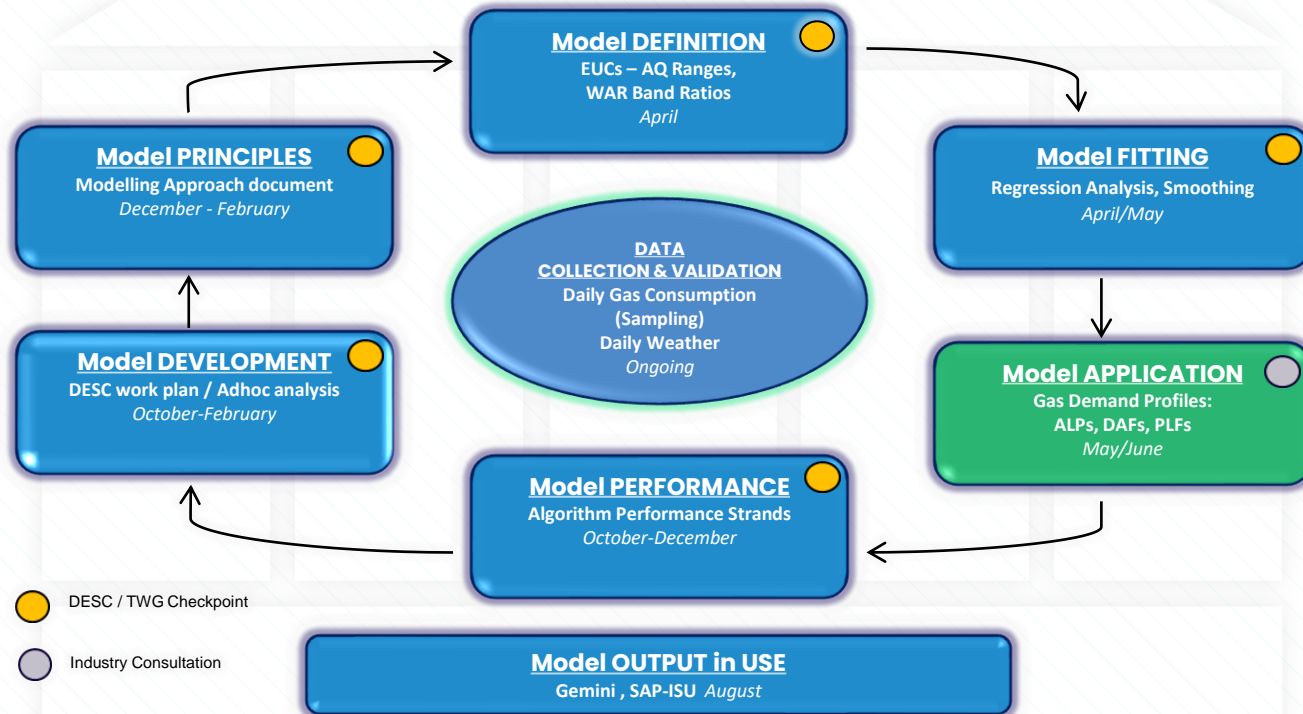 Model DEFINITION
EUCs – AQ Ranges,
WAR Band Ratios
April
Model PRINCIPLES
Modelling Approach document
December - February
Model FITTING
Regression Analysis, Smoothing
April/May
DATA
COLLECTION & VALIDATION
Daily Gas Consumption
(Sampling)
Daily Weather
Ongoing
Model DEVELOPMENT
DESC work plan / Adhoc analysis
October-February
Model APPLICATION
Gas Demand Profiles:
ALPs, DAFs, PLFs
May/June
Model PERFORMANCE
Algorithm Performance Strands
October-December
DESC / TWG Checkpoint
Industry Consultation
Model OUTPUT in USE
Gemini , SAP-ISU August